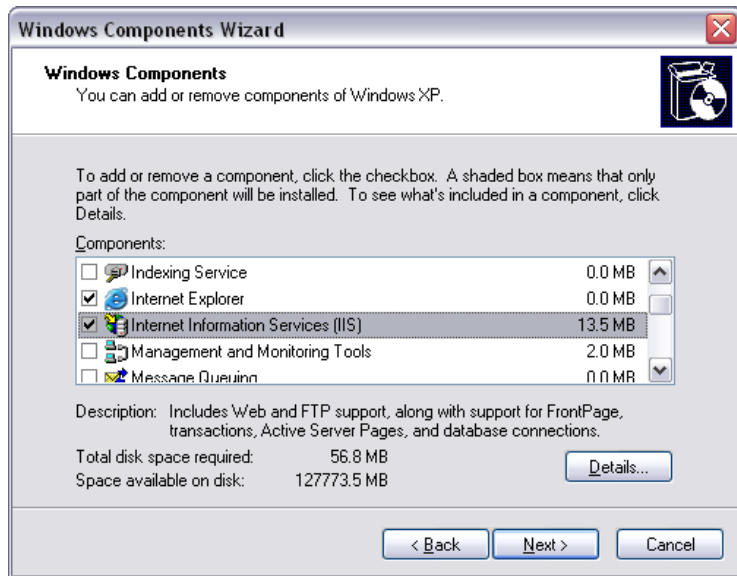 Windows Components Wizard
Windows Components
You can add or remove components of Windows XP.
To add or remove a component, click the checkbox. A shaded box means that only
part of the component will be installed. To see what's included in a component, click
Details.
Components:
Indexing Service 0.0 MB
Internet Explorer 0.0 MB
Internet Information Services (IIS) 13.5 MB
Management and Monitoring Tools 2.0 MB
Message Queuing 0.0 MB
Description: Includes Web and FTP support, along with support for FrontPage,
transactions, Active Server Pages, and database connections.
Total disk space required: 56.8 MB
Space available on disk: 127773.5 MB
Details...
< Back Next > Cancel